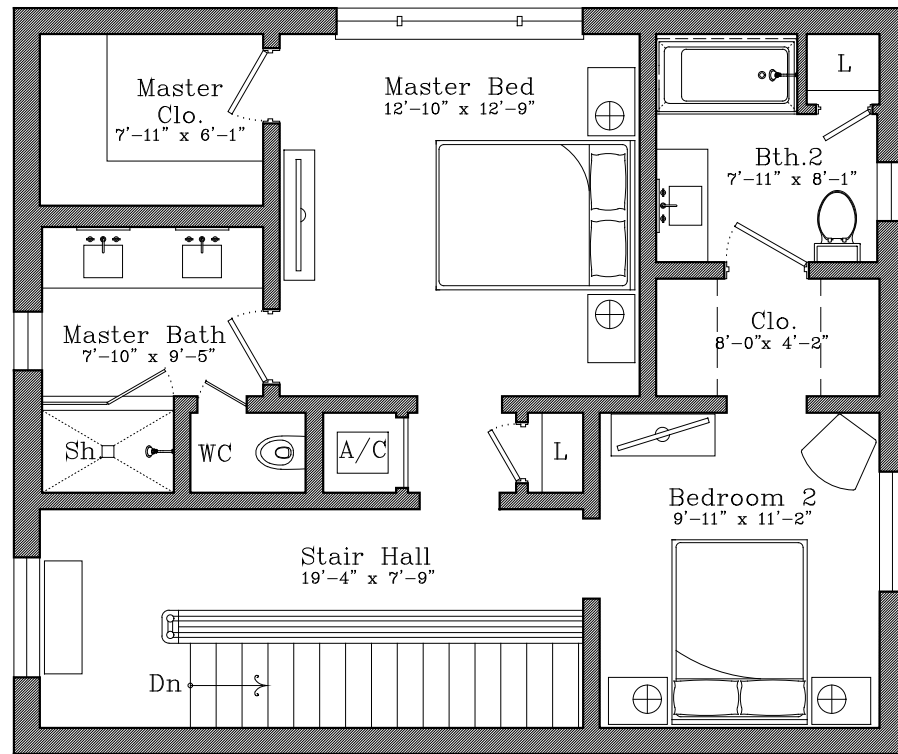 Master
Clo.
7'-11" x 6'-1"
Master Bed
12'-10" x 12'-9"
L
Bth.2
7'-11" x 8'-1"
Master Bath
7'-10" x 9'-5"
Clo.
8'-0"x 4'-2"
Sh.
WC
A/C
L
Bedroom 2
9'-11" x 11'-2"
Stair Hall
19'-4" x 7'-9"
Dn